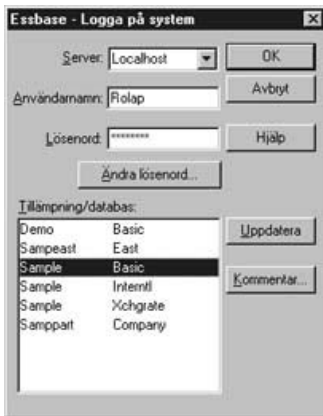 Essbase - Logga på system
Server: Localhost
OK
Användarnamn: Rolap
Avbryt
Lösenord: ********
Hjälp
Ändra lösenord...
Tillämpning/databas:
Demo Basic
Uppdatera
Sampeast East
Sample Basic
Sample Interntl
Kommentar...
Sample Xchgrate
Samppart Company